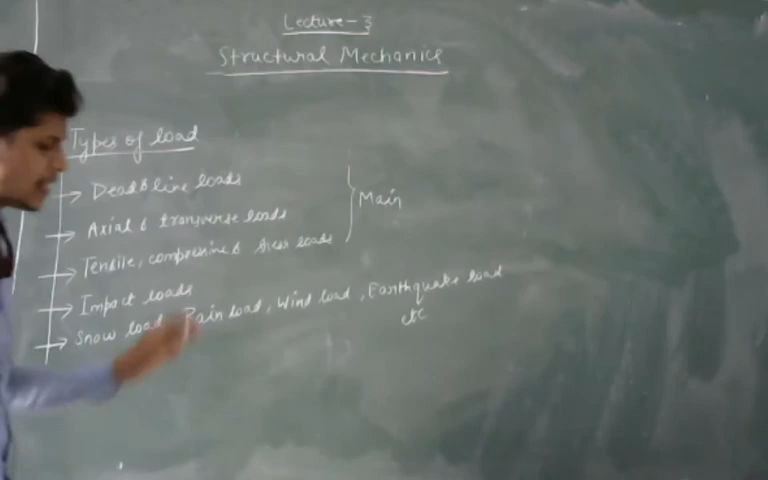 Lecture-3
Structural Mechanics
Types of load
→ Dead & live loads
→ Axial & transverse loads
→ Tensile, compressive & shear loads
} Main
→ Impact loads
→ Snow load, Rain load, Wind load, Earthquake load
etc